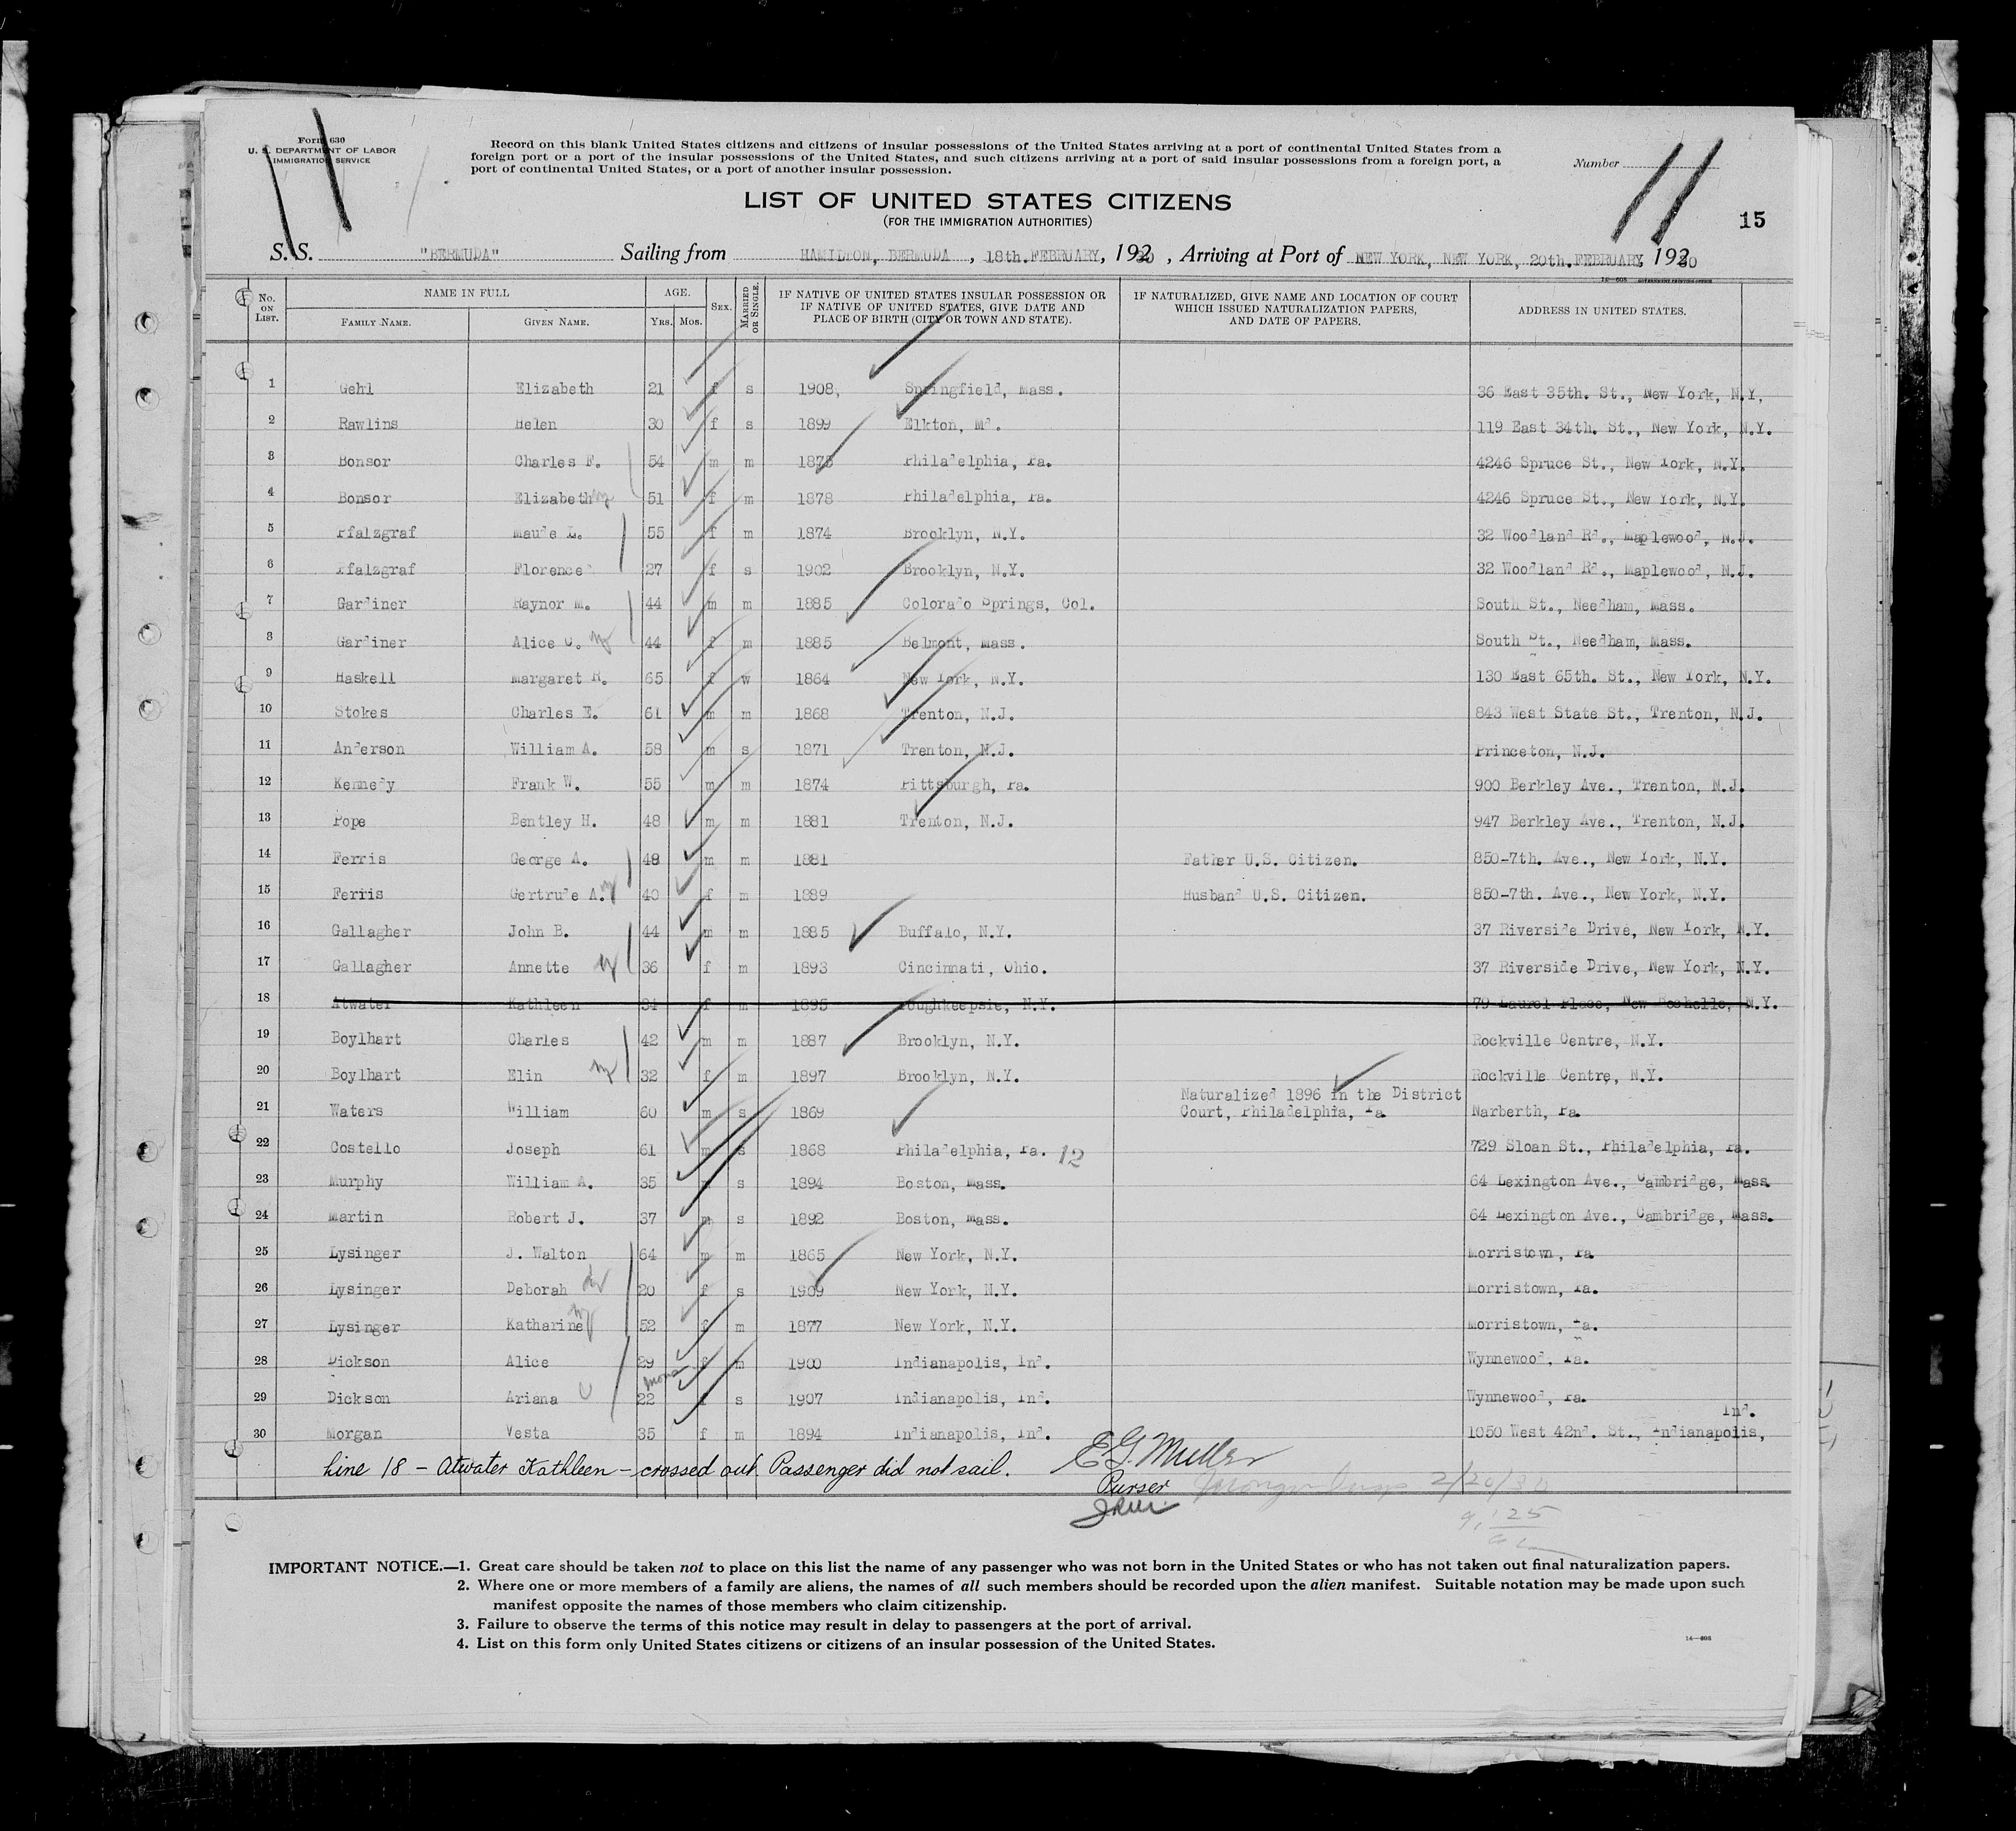 Form 630
U. S. DEPARTMENT OF LABOR
IMMIGRATION SERVICE
Record on this blank United States citizens and citizens of insular possessions of the United States arriving at a port of continental United States from a
foreign port or a port of the insular possessions of the United States, and such citizens arriving at a port of said insular possessions from a foreign port, a
port of continental United States, or a port of another insular possession.
Number 11
LIST OF UNITED STATES CITIZENS
(FOR THE IMMIGRATION AUTHORITIES)
15
S. S. "BERMUDA" Sailing from HAMILTON, BERMUDA, 18th.FEBRUARY, 1930, Arriving at Port of NEW YORK, NEW YORK, 20th.FEBRUARY 1930
No. ON LIST. NAME IN FULL FAMILY NAME. GIVEN NAME. AGE. YRS. MOS. SEX. MARRIED OR SINGLE. IF NATIVE OF UNITED STATES INSULAR POSSESSION OR IF NATIVE OF UNITED STATES, GIVE DATE AND PLACE OF BIRTH (CITY OR TOWN AND STATE). IF NATURALIZED, GIVE NAME AND LOCATION OF COURT WHICH ISSUED NATURALIZATION PAPERS, AND DATE OF PAPERS. ADDRESS IN UNITED STATES.
1 Gehl Elizabeth 21 f s 1908, Springfield, Mass. 36 East 35th. St., New York, N.Y.
2 Rawlins Helen 30 f s 1899 Elkton, Md. 119 East 34th. St., New York, N.Y.
3 Bonsor Charles F. 54 m m 1875 Philadelphia, Pa. 4246 Spruce St., New York, N.Y.
4 Bonsor Elizabeth 51 f m 1878 Philadelphia, Pa. 4246 Spruce St., New York, N.Y.
5 Pfalzgraf Maude L. 55 f m 1874 Brooklyn, N.Y. 32 Woodland Rd., Maplewood, N.J.
6 Pfalzgraf Florence 27 f s 1902 Brooklyn, N.Y. 32 Woodland Rd., Maplewood, N.J.
7 Gardiner Raynor M. 44 m m 1885 Colorado Springs, Col. South St., Needham, Mass.
8 Gardiner Alice C. 44 f m 1885 Belmont, Mass. South St., Needham, Mass.
9 Haskell Margaret R. 65 f w 1864 New York, N.Y. 130 East 65th. St., New York, N.Y.
10 Stokes Charles E. 61 m m 1868 Trenton, N.J. 843 West State St., Trenton, N.J.
11 Anderson William A. 58 m s 1871 Trenton, N.J. Princeton, N.J.
12 Kennedy Frank W. 55 m m 1874 Pittsburgh, Pa. 900 Berkley Ave., Trenton, N.J.
13 Pope Bentley H. 48 m m 1881 Trenton, N.J. 947 Berkley Ave., Trenton, N.J.
14 Ferris George A. 48 m m 1881 Father U.S. Citizen. 850-7th. Ave., New York, N.Y.
15 Ferris Gertrude A. 40 f m 1889 Husband U.S. Citizen. 850-7th. Ave., New York, N.Y.
16 Gallagher John B. 44 m m 1885 Buffalo, N.Y. 37 Riverside Drive, New York, N.Y.
17 Gallagher Annette 36 f m 1893 Cincinnati, Ohio. 37 Riverside Drive, New York, N.Y.
18 Atwater Kathleen 34 f m 1895 Poughkeepsie, N.Y. 79 Laurel Place, New Rochelle, N.Y.
19 Boylhart Charles 42 m m 1887 Brooklyn, N.Y. Rockville Centre, N.Y.
20 Boylhart Elin 32 f m 1897 Brooklyn, N.Y. Rockville Centre, N.Y.
21 Waters William 60 m s 1869 Naturalized 1896 in the District Court, Philadelphia, Pa Narberth, Pa.
22 Costello Joseph 61 m s 1868 Philadelphia, Pa. 12 729 Sloan St., Philadelphia, Pa.
23 Murphy William A. 35 m s 1894 Boston, Mass. 64 Lexington Ave., Cambridge, Mass.
24 Martin Robert J. 37 m s 1892 Boston, Mass. 64 Lexington Ave., Cambridge, Mass.
25 Lysinger J. Walton 64 m m 1865 New York, N.Y. Morristown, Pa
26 Lysinger Deborah 20 f s 1909 New York, N.Y. Morristown, Pa.
27 Lysinger Katharine 52 f m 1877 New York, N.Y. Morristown, Pa.
28 Dickson Alice 29 f m 1900 Indianapolis, Ind. Wynnewood, Pa.
29 Dickson Ariana 22 f s 1907 Indianapolis, Ind. Wynnewood, Pa.
30 Morgan Vesta 35 f m 1894 Indianapolis, Ind. 1050 West 42nd. St., Indianapolis, Ind.
Line 18 - Atwater Kathleen - crossed out. Passenger did not sail. E G. Muller
Purser 2/20/30
IMPORTANT NOTICE.—1. Great care should be taken not to place on this list the name of any passenger who was not born in the United States or who has not taken out final naturalization papers.
2. Where one or more members of a family are aliens, the names of all such members should be recorded upon the alien manifest. Suitable notation may be made upon such
manifest opposite the names of those members who claim citizenship.
3. Failure to observe the terms of this notice may result in delay to passengers at the port of arrival.
4. List on this form only United States citizens or citizens of an insular possession of the United States.